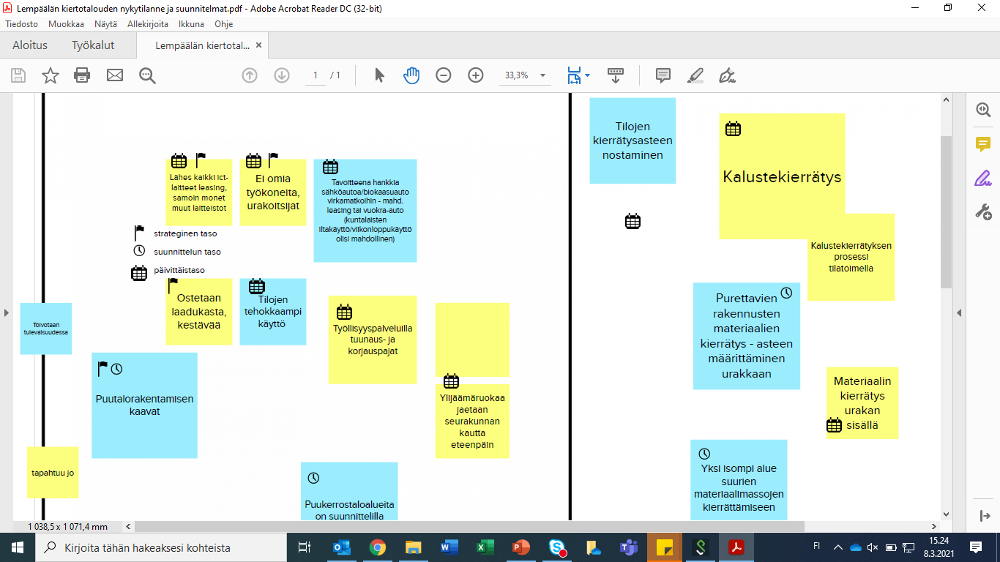 Lempäälän kiertotalouden nykytilanne ja suunnitelmat.pdf - Adobe Acrobat Reader DC (32-bit)
Tiedosto Muokkaa Näytä Allekirjoita Ikkuna Ohje
Aloitus Työkalut Lempäälän kiertotal... ×
1 / 1 33,3%
Lähes kaikki ict-
laitteet leasing,
samoin monet
muut laitteistot
Ei omia
työkoneita,
urakoitsijat
Tavoitteena hankkia
sähköautoa/biokaasuauto
virkamatkoihin - mahd.
leasing tai vuokra-auto
(kuntalaisten
iltakäyttö/viikonloppukäyttö
olisi mahdollinen)
strateginen taso
suunnittelun taso
päivittäistaso
Ostetaan
laadukasta,
kestävää
Tilojen
tehokkaampi
käyttö
Työllisyyspalveluilla
tuunaus- ja
korjauspajat
Ylijäämäruokaa
jaetaan
seurakunnan
kautta
eteenpäin
Toivotaan
tulevaisuudessa
Puutalorakentamisen
kaavat
tapahtuu jo
Puukerrostaloalueita
on suunnittelilla
Tilojen
kierrätysasteen
nostaminen
Kalustekierrätys
Kalustekierrätyksen
prosessi
tilatoimella
Purettavien
rakennusten
materiaalien
kierrätys - asteen
määrittäminen
urakkaan
Materiaalin
kierrätys
urakan
sisällä
Yksi isompi alue
suurien
materiaalimassojen
kierrättämiseen
1 038,5 x 1 071,4 mm
Kirjoita tähän hakeaksesi kohteista
FI
15.24
8.3.2021